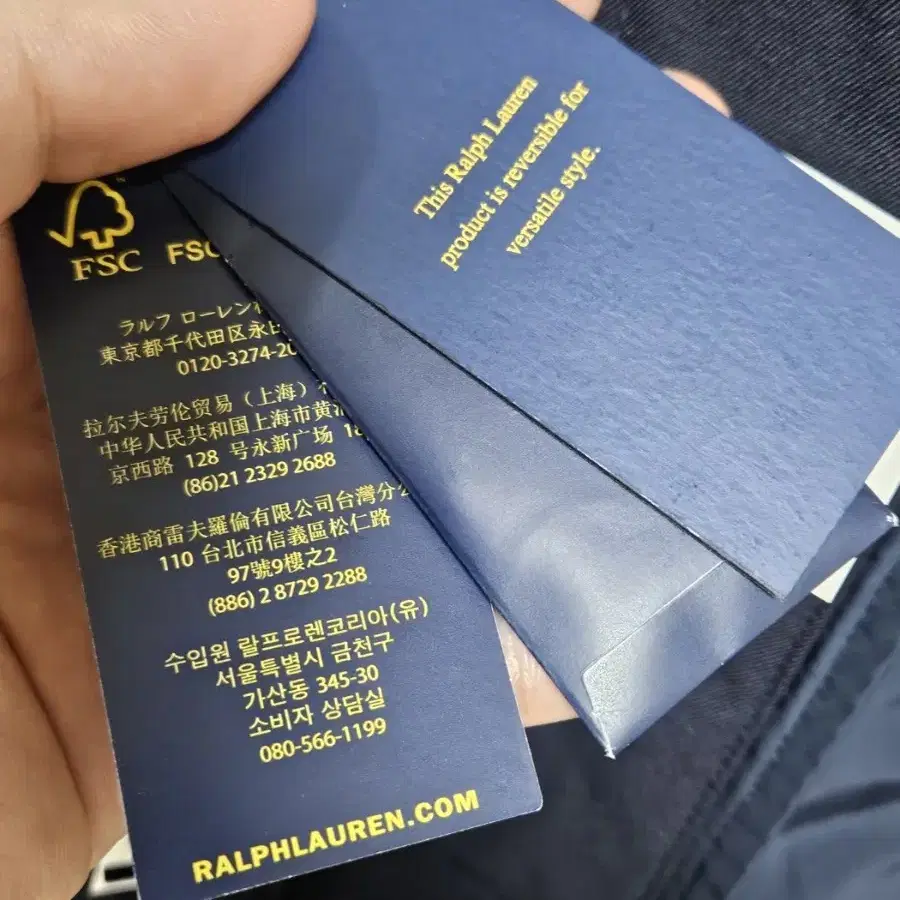 This Ralph Lauren
product is reversible for
versatile style.
FSC FSC
ラルフ ローレン
東京都千代田区永田
0120-3274-20
拉尔夫劳伦贸易（上海）
中华人民共和国上海市黄
京西路 128 号永新广场 18
(86)21 2329 2688
香港商雷夫羅倫有限公司台灣分公
110 台北市信義區松仁路
97號9樓之2
(886) 2 8729 2288
수입원 랄프로렌코리아(유)
서울특별시 금천구
가산동 345-30
소비자 상담실
080-566-1199
RALPHLAUREN.COM